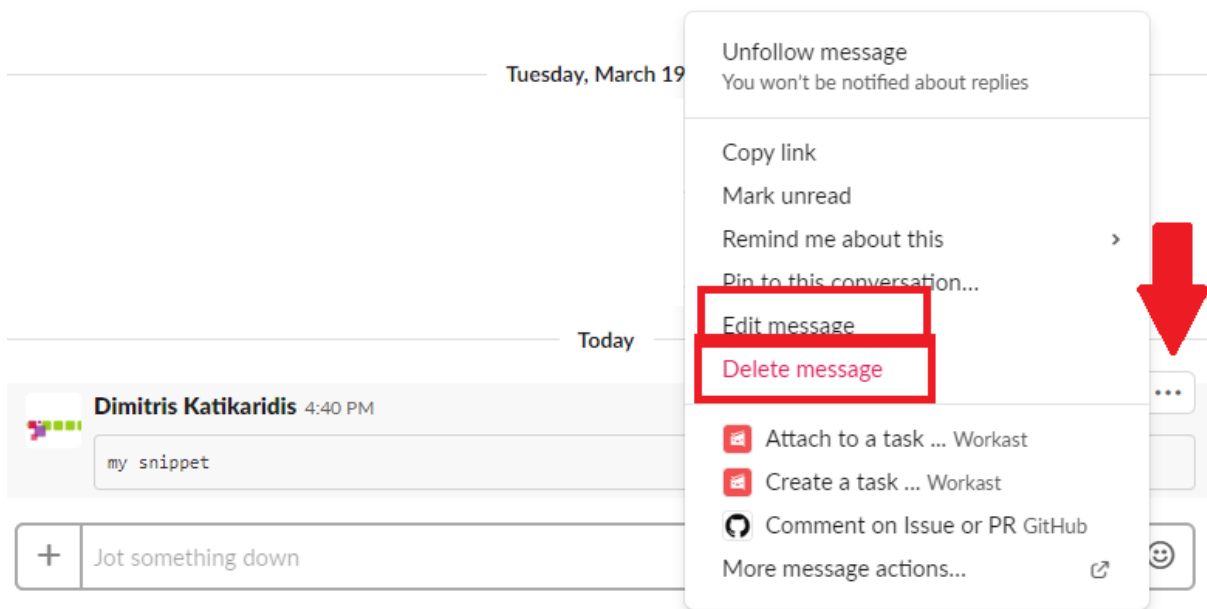 Unfollow message
You won't be notified about replies
Tuesday, March 19
Copy link
Mark unread
Remind me about this
Pin to this conversation...
Edit message
Today
Delete message
Dimitris Katikaridis 4:40 PM
my snippet
Attach to a task ... Workast
Create a task ... Workast
Comment on Issue or PR GitHub
Jot something down
More message actions...